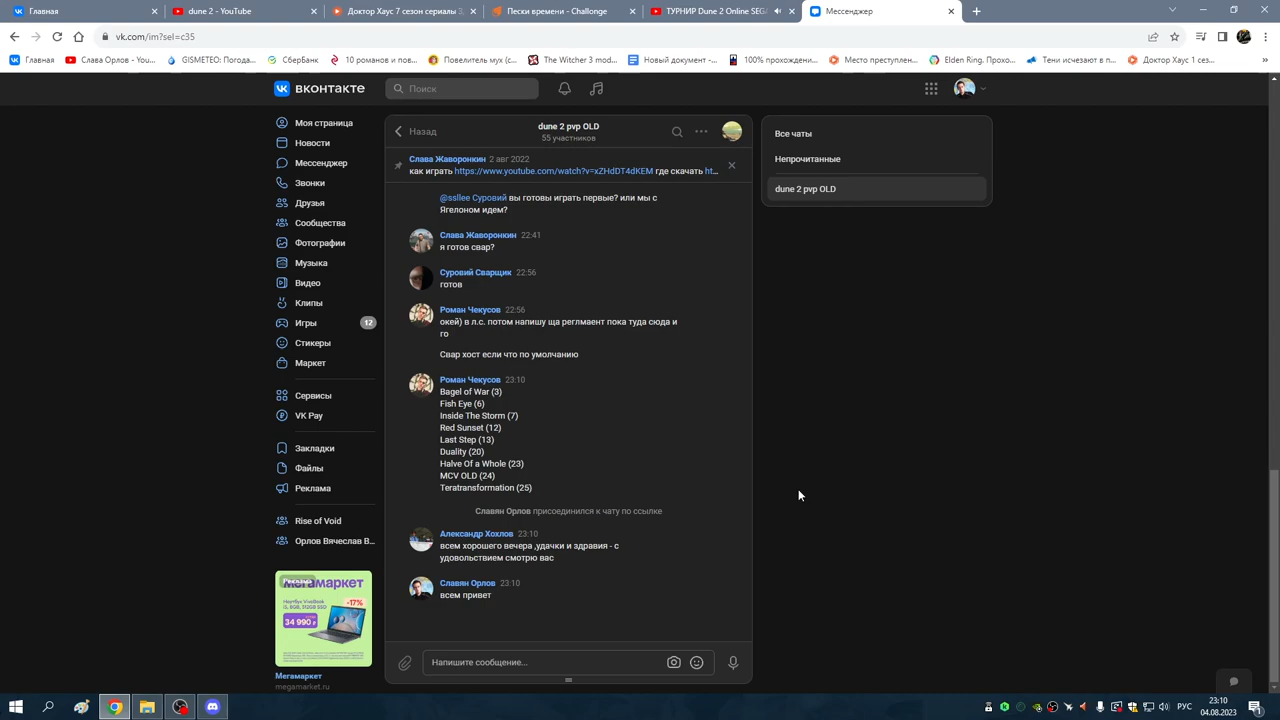 Главная
dune 2 - YouTube
Доктор Хаус 7 сезон сериалы 3,
Пески времени - Challonge
ТУРНИР Dune 2 Online SEGA
Мессенджер
vk.com/im?sel=c35
Главная
Слава Орлов - You...
GISMETEO: Погода...
СберБанк
10 романов и пов...
Повелитель мух (с...
The Witcher 3 mod...
Новый документ -...
100% прохождени...
Место преступлен...
Elden Ring. Прохо...
Тени исчезают в п...
Доктор Хаус 1 сез...
»
вконтакте
Поиск
Моя страница
Новости
Мессенджер
Звонки
Друзья
Сообщества
Фотографии
Музыка
Видео
Клипы
Игры
12
Стикеры
Маркет
Сервисы
VK Pay
Закладки
Файлы
Реклама
Rise of Void
Орлов Вячеслав В...
Реклама
мегамаркет
-17%
Ноутбук VivoBook
i3, 8GB, 512GB SSD
34 990 ₽
Мегамаркет
megamarket.ru
Назад
dune 2 pvp OLD
55 участников
Слава Жаворонкин 2 авг 2022
как играть https://www.youtube.com/watch?v=xZHdDT4dKEM где скачать ht...
@ssllee Суровий вы готовы играть первые? или мы с
Ягелоном идем?
Слава Жаворонкин 22:41
я готов свар?
Суровий Сварщик 22:56
готов
Роман Чекусов 22:56
окей) в л.с. потом напишу ща реглмаент пока туда сюда и
го
Свар хост если что по умолчанию
Роман Чекусов 23:10
Bagel of War (3)
Fish Eye (6)
Inside The Storm (7)
Red Sunset (12)
Last Step (13)
Duality (20)
Halve Of a Whole (23)
MCV OLD (24)
Teratransformation (25)
Славян Орлов присоединился к чату по ссылке
Александр Хохлов 23:10
всем хорошего вечера ,удачки и здравия - с
удовольствием смотрю вас
Славян Орлов 23:10
всем привет
Напишите сообщение...
Все чаты
Непрочитанные
dune 2 pvp OLD
РУС
23:10
04.08.2023